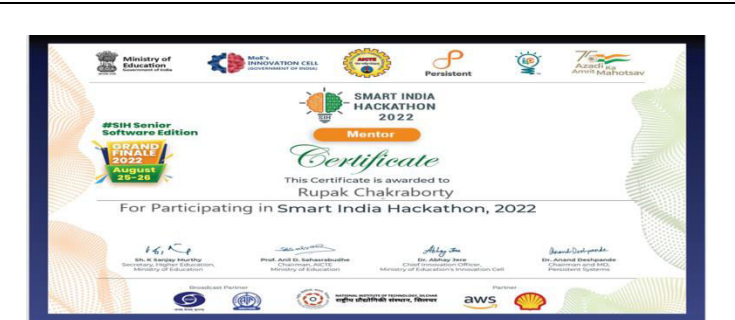 Ministry of
Education
Government of India
MoE's
INNOVATION CELL
(GOVERNMENT OF INDIA)
AICTE
Persistent
75
Azadi Ka
Amrit Mahotsav
SIH
SMART INDIA
HACKATHON
2022
#SIH Senior
Software Edition
GRAND
FINALE
2022
August
25-26
Mentor
Certificate
This Certificate is awarded to
Rupak Chakraborty
For Participating in Smart India Hackathon, 2022
Sh. K Sanjay Murthy
Secretary, Higher Education,
Ministry of Education
Prof. Anil D. Sahasrabudhe
Chairman, AICTE
Ministry of Education
Dr. Abhay Jere
Chief Innovation Officer,
Ministry of Education's Innovation Cell
Dr. Anand Deshpande
Chairman and MD,
Persistent Systems
Broadcast Partner
Partner
NATIONAL INSTITUTE OF TECHNOLOGY, SILCHAR
राष्ट्रीय प्रौद्योगिकी संस्थान, सिलचर
aws